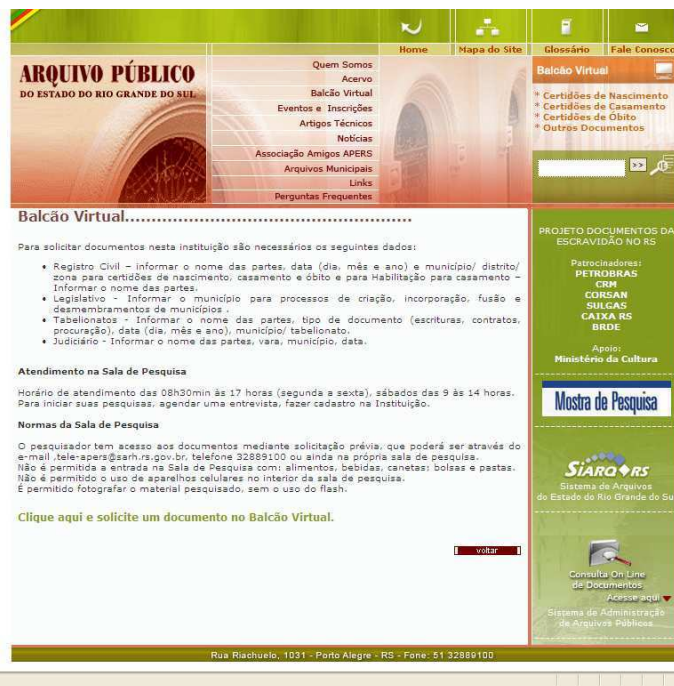 Home
Mapa do Site
Glossário
Fale Conosco
ARQUIVO PÚBLICO
DO ESTADO DO RIO GRANDE DO SUL
Quem Somos
Acervo
Balcão Virtual
Eventos e Inscrições
Artigos Técnicos
Notícias
Associação Amigos APERS
Arquivos Municipais
Links
Perguntas Frequentes
Balcão Virtual
* Certidões de Nascimento
* Certidões de Casamento
* Certidões de Óbito
* Outros Documentos
>>
Balcão Virtual.....................................................
Para solicitar documentos nesta instituição são necessários os seguintes dados:
• Registro Civil – informar o nome das partes, data (dia, mês e ano) e município/ distrito/
zona para certidões de nascimento, casamento e óbito e para Habilitação para casamento –
Informar o nome das partes.
• Legislativo - Informar o município para processos de criação, incorporação, fusão e
desmembramentos de municípios .
• Tabelionatos - Informar o nome das partes, tipo de documento (escrituras, contratos,
procuração), data (dia, mês e ano), município/ tabelionato.
• Judiciário - Informar o nome das partes, vara, município, data.
Atendimento na Sala de Pesquisa
Horário de atendimento das 08h30min às 17 horas (segunda a sexta), sábados das 9 às 14 horas.
Para iniciar suas pesquisas, agendar uma entrevista, fazer cadastro na Instituição.
Normas da Sala de Pesquisa
O pesquisador tem acesso aos documentos mediante solicitação prévia, que poderá ser através do
e-mail ,tele-apers@sarh.rs.gov.br, telefone 32889100 ou ainda na própria sala de pesquisa.
Não é permitida a entrada na Sala de Pesquisa com: alimentos, bebidas, canetas; bolsas e pastas.
Não é permitido o uso de aparelhos celulares no interior da sala de pesquisa.
É permitido fotografar o material pesquisado, sem o uso do flash.
Clique aqui e solicite um documento no Balcão Virtual.
voltar
PROJETO DOCUMENTOS DA
ESCRAVIDÃO NO RS
Patrocinadores:
PETROBRAS
CRM
CORSAN
SULGAS
CAIXA RS
BRDE
Apoio:
Ministério da Cultura
Mostra de Pesquisa
SIARQ RS
Sistema de Arquivos
do Estado do Rio Grande do Su
Consulta On Line
de Documentos
Acesse aqui
Sistema de Administração
de Arquivos Públicos
Rua Riachuelo, 1031 - Porto Alegre - RS - Fone: 51 32889100